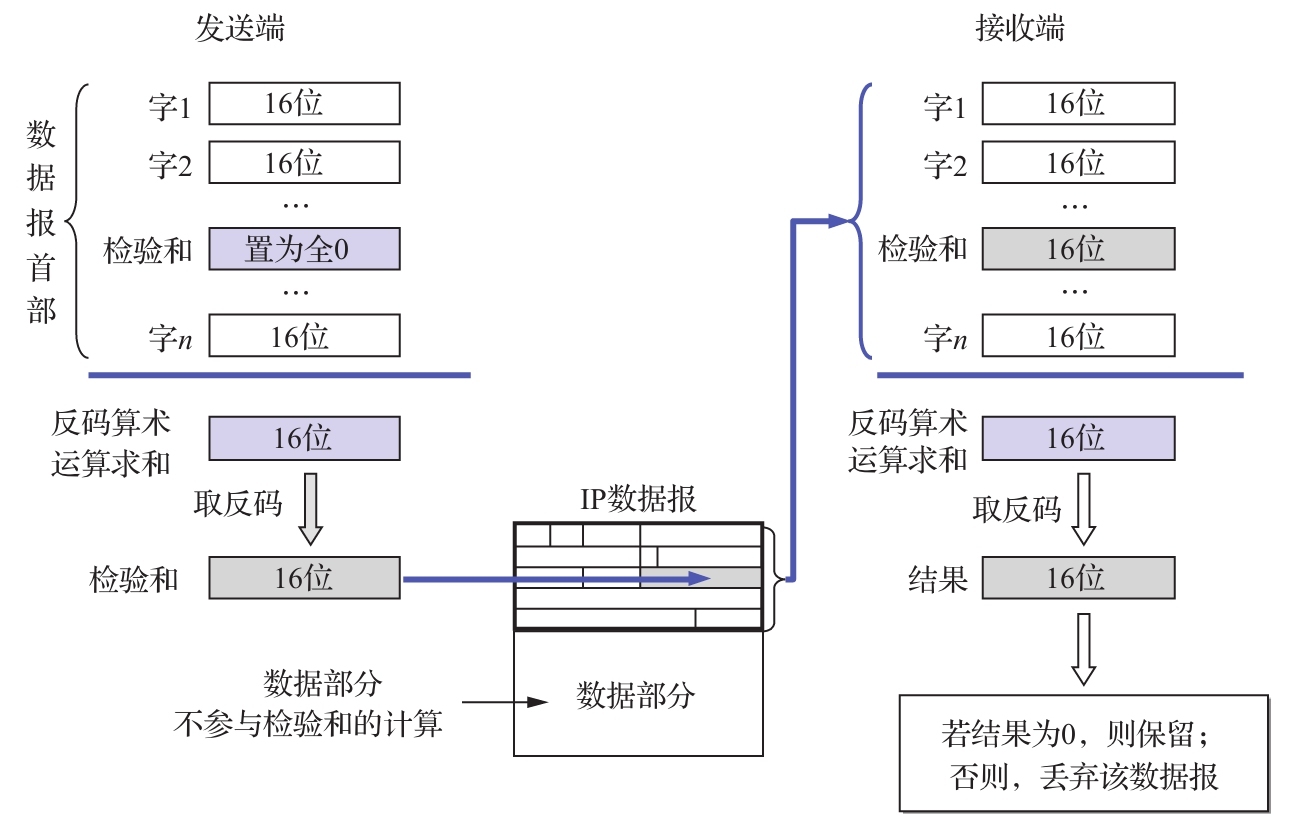 发送端
数据报首部
字1 16位
字2 16位
…
检验和 置为全0
…
字n 16位
反码算术
运算求和
16位
取反码
检验和 16位
数据部分
不参与检验和的计算
IP数据报
数据部分
接收端
字1 16位
字2 16位
…
检验和 16位
…
字n 16位
反码算术
运算求和
16位
取反码
结果 16位
若结果为0，则保留；
否则，丢弃该数据报